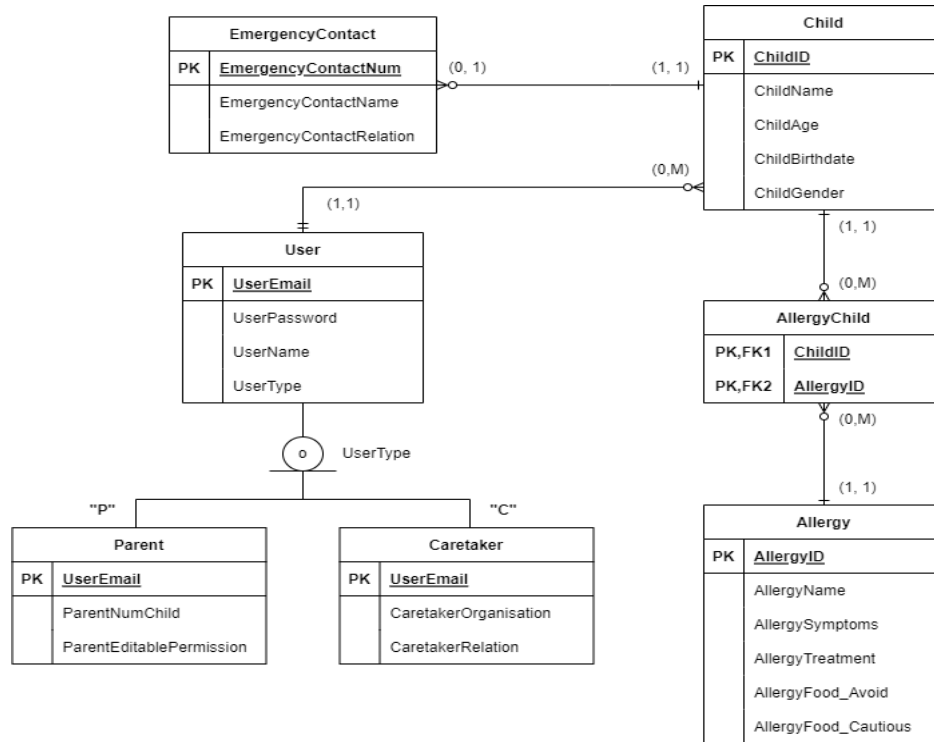 EmergencyContact
PK EmergencyContactNum
EmergencyContactName
EmergencyContactRelation
(0, 1)
(1, 1)
Child
PK ChildID
ChildName
ChildAge
ChildBirthdate
ChildGender
(0,M)
(1,1)
User
PK UserEmail
UserPassword
UserName
UserType
(1, 1)
(0,M)
AllergyChild
PK,FK1 ChildID
PK,FK2 AllergyID
(0,M)
(1, 1)
o UserType
"P"
"C"
Parent
PK UserEmail
ParentNumChild
ParentEditablePermission
Caretaker
PK UserEmail
CaretakerOrganisation
CaretakerRelation
Allergy
PK AllergyID
AllergyName
AllergySymptoms
AllergyTreatment
AllergyFood_Avoid
AllergyFood_Cautious